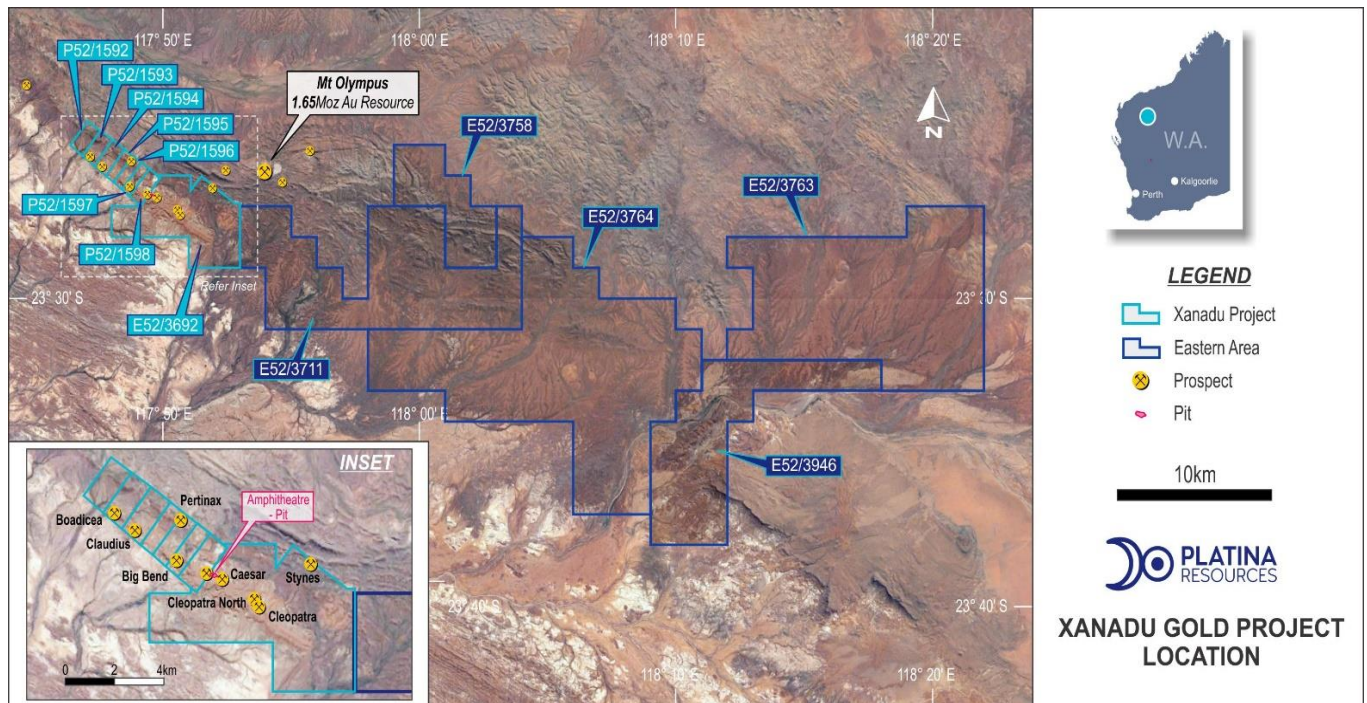 117° 50' E
118° 00' E
118° 10' E
118° 20' E
P52/1592
P52/1593
P52/1594
P52/1595
P52/1596
P52/1597
P52/1598
E52/3692
Mt Olympus
1.65Moz Au Resource
E52/3758
E52/3764
E52/3763
E52/3711
E52/3946
Refer Inset
23° 30' S
23° 30' S
117° 50' E
118° 00' E
N
23° 40' S
23° 40' S
118° 10' E
118° 20' E
INSET
Pertinax
Amphitheatre
- Pit
Boadicea
Claudius
Big Bend
Caesar
Stynes
Cleopatra North
Cleopatra
0 2 4km
W.A.
Kalgoorlie
Perth
LEGEND
Xanadu Project
Eastern Area
Prospect
Pit
10km
PLATINA
RESOURCES
XANADU GOLD PROJECT
LOCATION